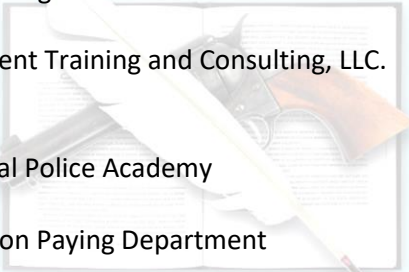 ent Training and Consulting, LLC.
al Police Academy
on Paying Department